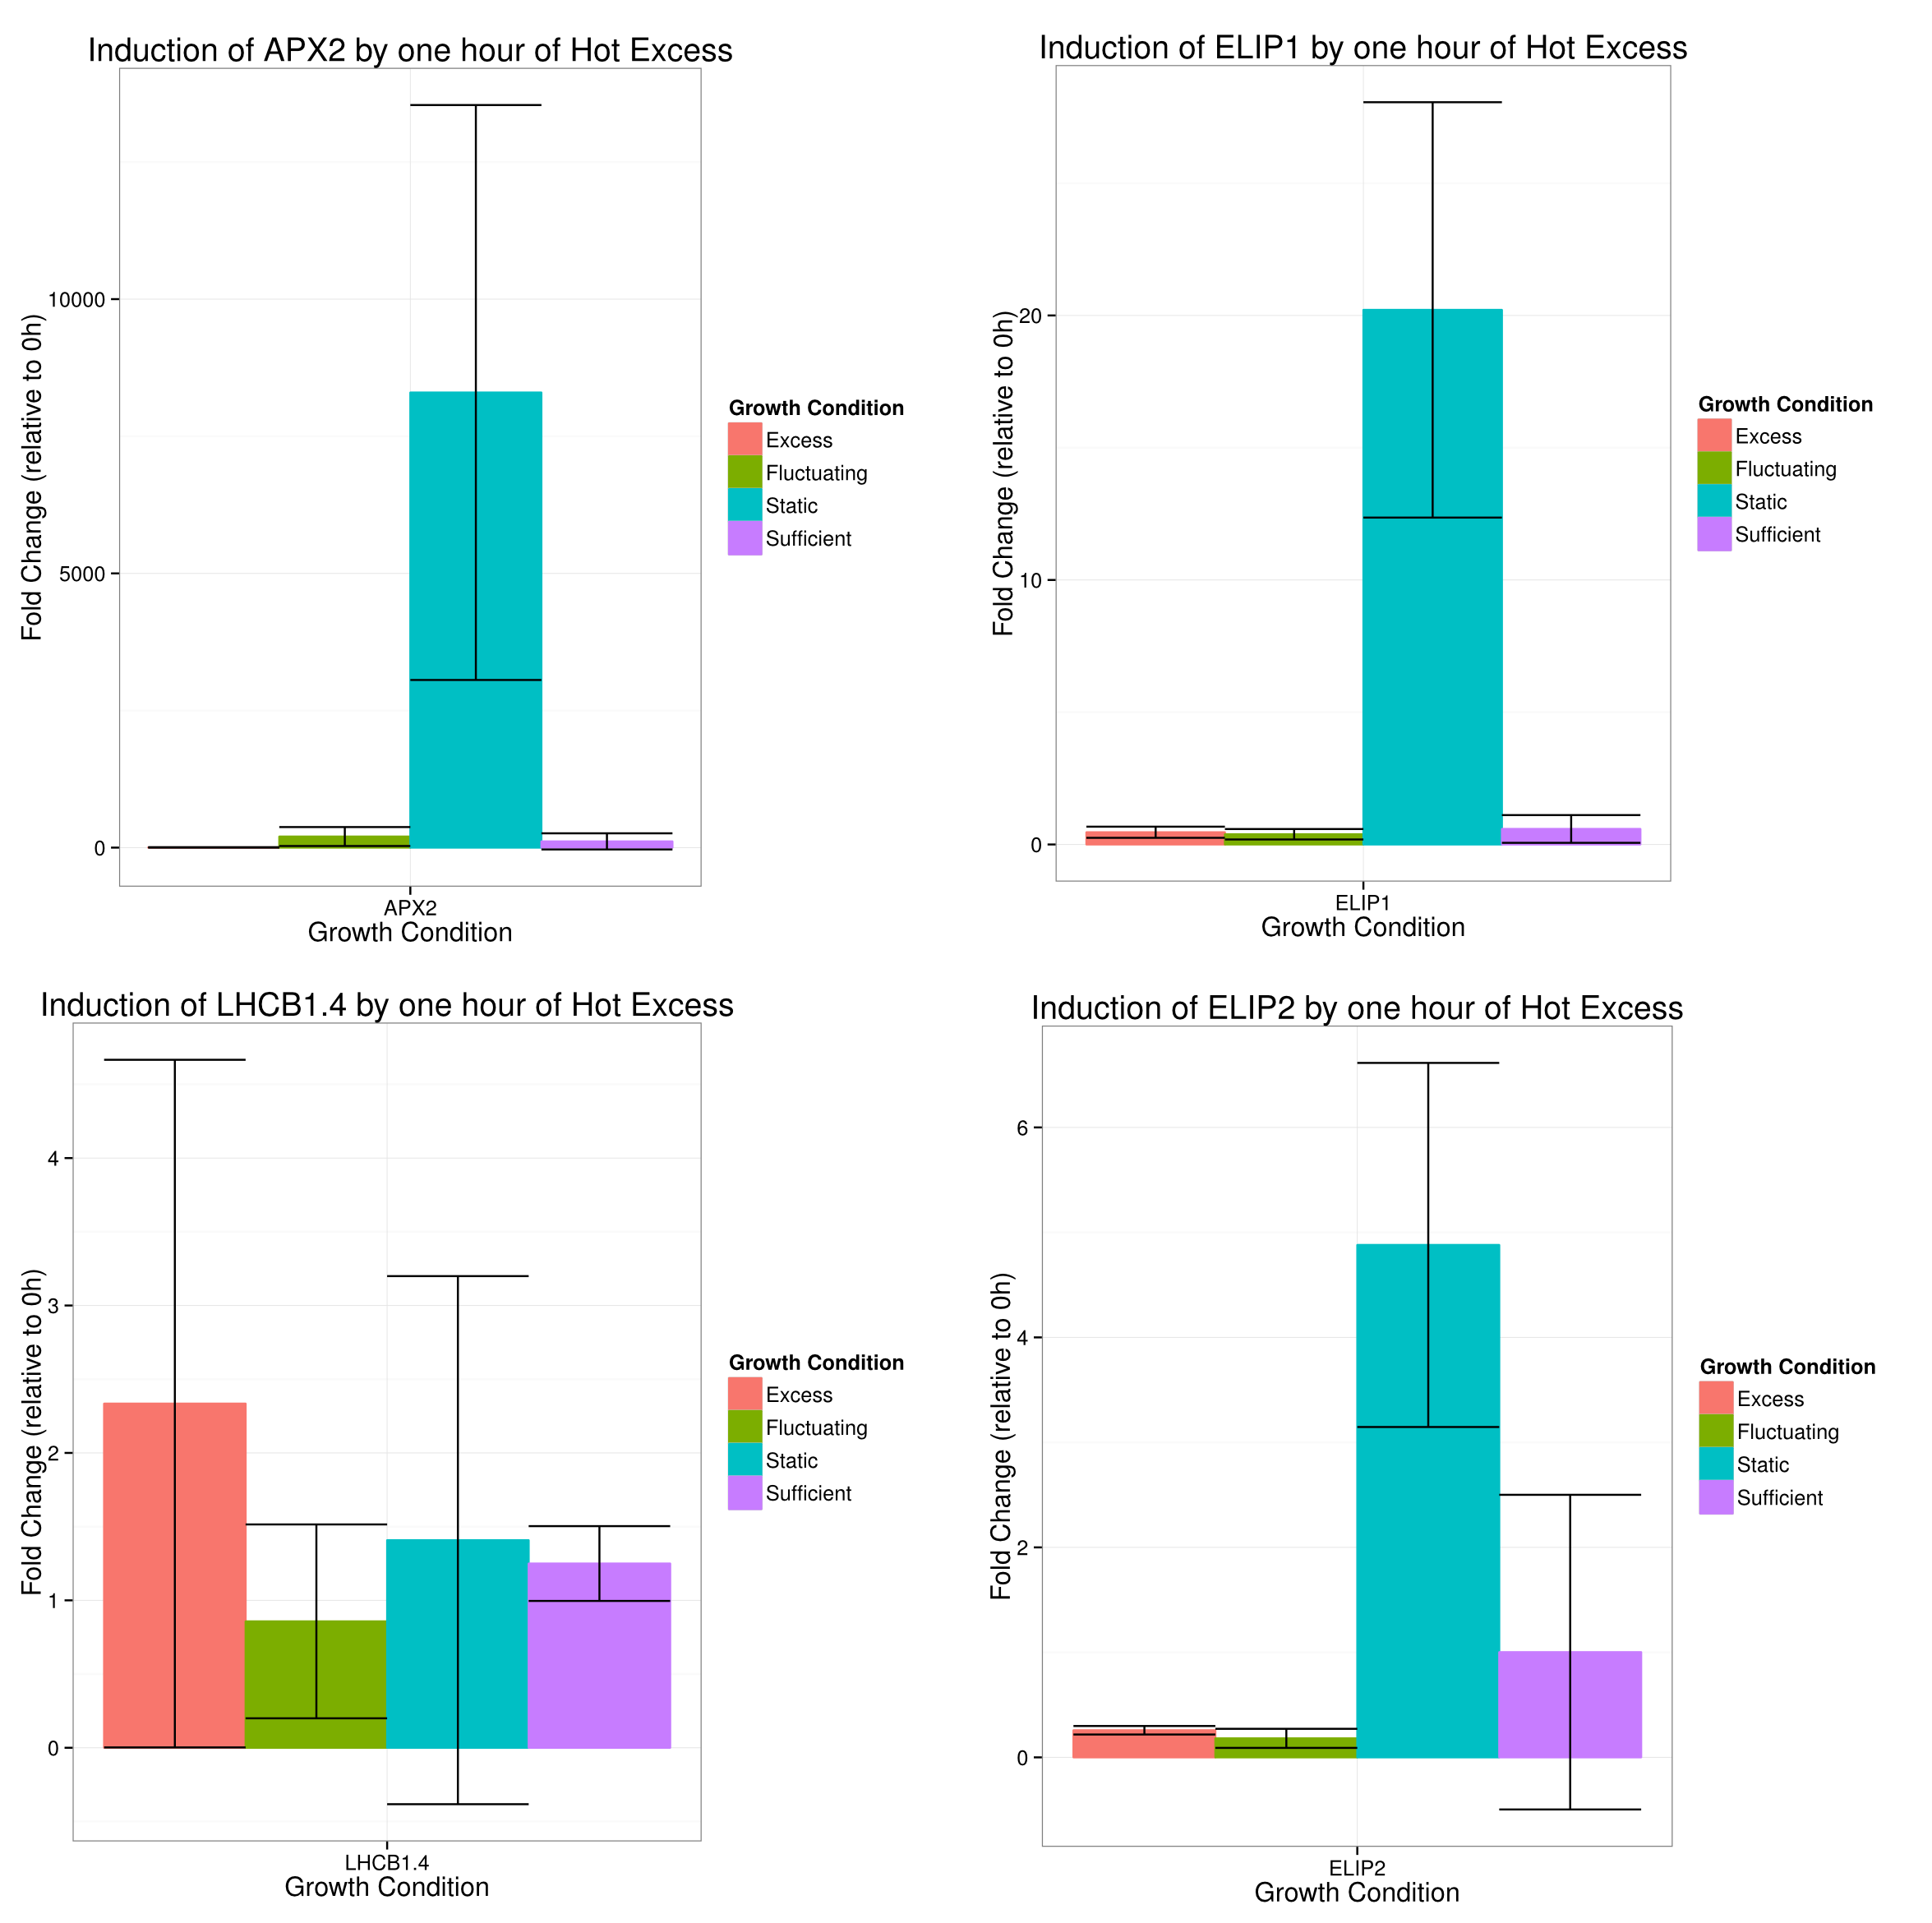 Induction of APX2 by one hour of Hot Excess
Fold Change (relative to 0h)
10000
5000
0
APX2
Growth Condition
Growth Condition
Excess
Fluctuating
Static
Sufficient
Induction of ELIP1 by one hour of Hot Excess
Fold Change (relative to 0h)
20
10
0
ELIP1
Growth Condition
Growth Condition
Excess
Fluctuating
Static
Sufficient
Induction of LHCB1.4 by one hour of Hot Excess
Fold Change (relative to 0h)
4
3
2
1
0
LHCB1.4
Growth Condition
Growth Condition
Excess
Fluctuating
Static
Sufficient
Induction of ELIP2 by one hour of Hot Excess
Fold Change (relative to 0h)
6
4
2
0
ELIP2
Growth Condition
Growth Condition
Excess
Fluctuating
Static
Sufficient